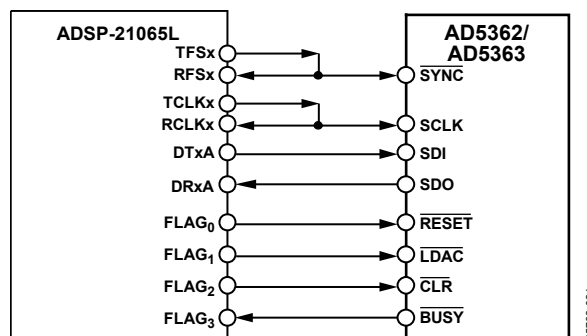 ADSP-21065L
AD5362/
AD5363
TFSx
RFSx
SYNC
TCLKx
RCLKx
SCLK
DTxA
SDI
DRxA
SDO
FLAG0
RESET
FLAG1
LDAC
FLAG2
CLR
FLAG3
BUSY